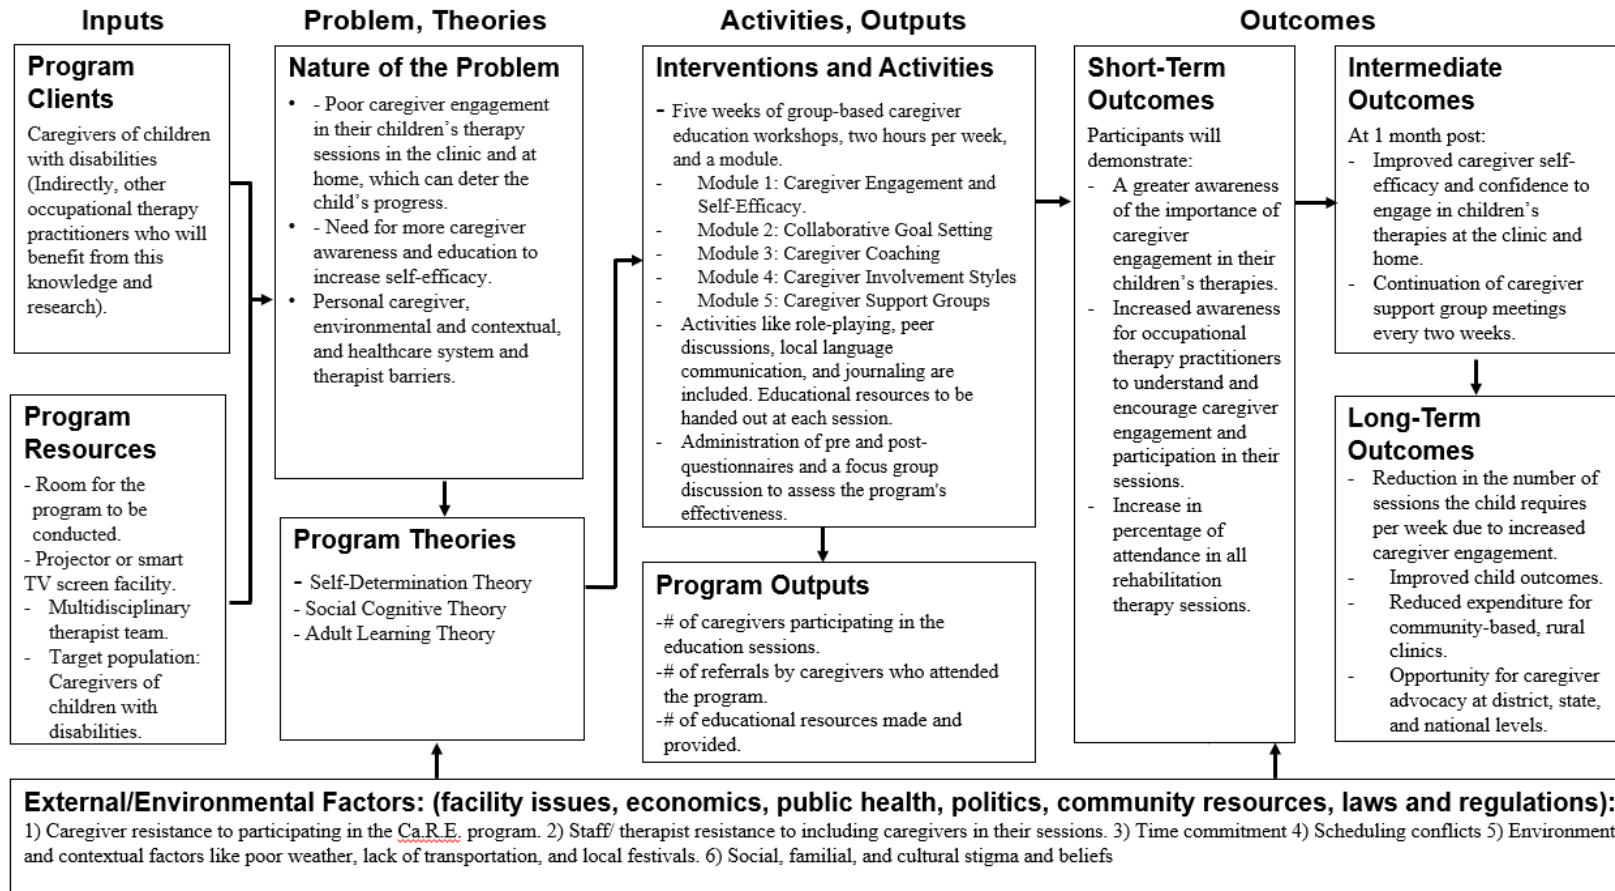 Inputs
Problem, Theories
Activities, Outputs
Outcomes
Program
Clients
Caregivers of children
with disabilities
(Indirectly, other
occupational therapy
practitioners who will
benefit from this
knowledge and
research).
Program
Resources
- Room for the
program to be
conducted.
- Projector or smart
TV screen facility.
- Multidisciplinary
therapist team.
- Target population:
Caregivers of
children with
disabilities.
Nature of the Problem
• - Poor caregiver engagement
in their children’s therapy
sessions in the clinic and at
home, which can deter the
child’s progress.
• - Need for more caregiver
awareness and education to
increase self-efficacy.
• Personal caregiver,
environmental and contextual,
and healthcare system and
therapist barriers.
Program Theories
- Self-Determination Theory
- Social Cognitive Theory
- Adult Learning Theory
Interventions and Activities
- Five weeks of group-based caregiver
education workshops, two hours per week,
and a module.
- Module 1: Caregiver Engagement and
Self-Efficacy.
- Module 2: Collaborative Goal Setting
- Module 3: Caregiver Coaching
- Module 4: Caregiver Involvement Styles
- Module 5: Caregiver Support Groups
- Activities like role-playing, peer
discussions, local language
communication, and journaling are
included. Educational resources to be
handed out at each session.
- Administration of pre and post-
questionnaires and a focus group
discussion to assess the program's
effectiveness.
Program Outputs
-# of caregivers participating in the
education sessions.
-# of referrals by caregivers who attended
the program.
-# of educational resources made and
provided.
Short-Term
Outcomes
Participants will
demonstrate:
- A greater awareness
of the importance of
caregiver
engagement in their
children’s therapies.
- Increased awareness
for occupational
therapy practitioners
to understand and
encourage caregiver
engagement and
participation in their
sessions.
- Increase in
percentage of
attendance in all
rehabilitation
therapy sessions.
Intermediate
Outcomes
At 1 month post:
- Improved caregiver self-
efficacy and confidence to
engage in children’s
therapies at the clinic and
home.
- Continuation of caregiver
support group meetings
every two weeks.
Long-Term
Outcomes
- Reduction in the number of
sessions the child requires
per week due to increased
caregiver engagement.
- Improved child outcomes.
- Reduced expenditure for
community-based, rural
clinics.
- Opportunity for caregiver
advocacy at district, state,
and national levels.
External/Environmental Factors: (facility issues, economics, public health, politics, community resources, laws and regulations):
1) Caregiver resistance to participating in the Ca.R.E. program. 2) Staff/ therapist resistance to including caregivers in their sessions. 3) Time commitment 4) Scheduling conflicts 5) Environment
and contextual factors like poor weather, lack of transportation, and local festivals. 6) Social, familial, and cultural stigma and beliefs